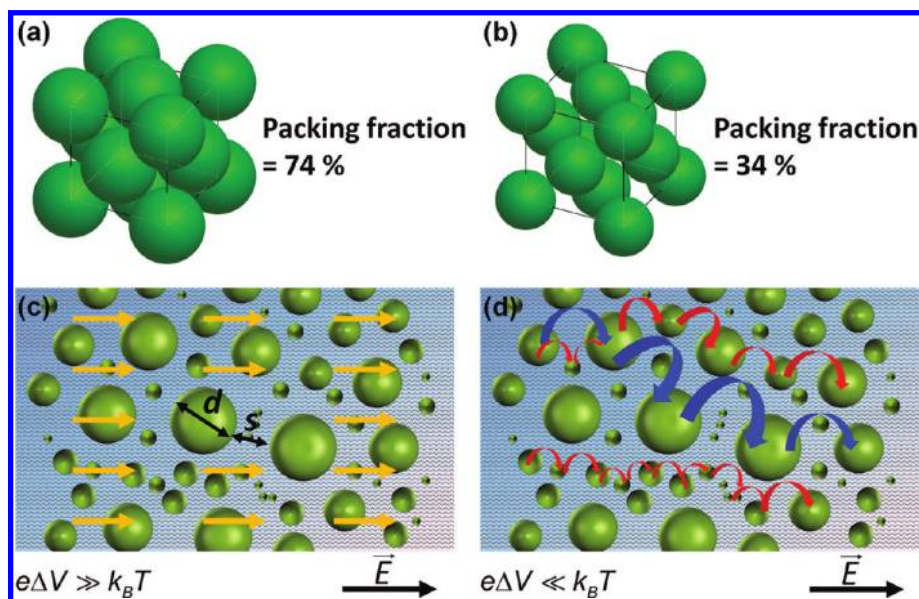 (a)
Packing fraction
= 74 %
(b)
Packing fraction
= 34 %
(c)
d
s
(d)
eΔV ≫ k_BT
E⃗
eΔV ≪ k_BT
E⃗